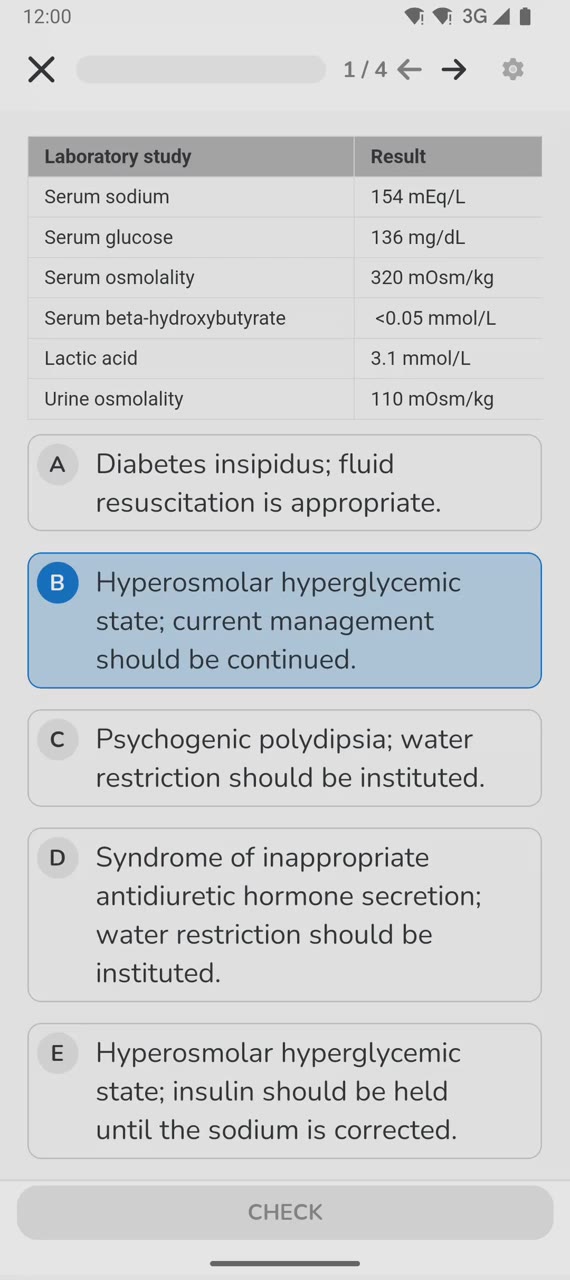 12:00
3G
1 / 4
Laboratory study Result
Serum sodium 154 mEq/L
Serum glucose 136 mg/dL
Serum osmolality 320 mOsm/kg
Serum beta-hydroxybutyrate <0.05 mmol/L
Lactic acid 3.1 mmol/L
Urine osmolality 110 mOsm/kg
A Diabetes insipidus; fluid
resuscitation is appropriate.
B Hyperosmolar hyperglycemic
state; current management
should be continued.
C Psychogenic polydipsia; water
restriction should be instituted.
D Syndrome of inappropriate
antidiuretic hormone secretion;
water restriction should be
instituted.
E Hyperosmolar hyperglycemic
state; insulin should be held
until the sodium is corrected.
CHECK